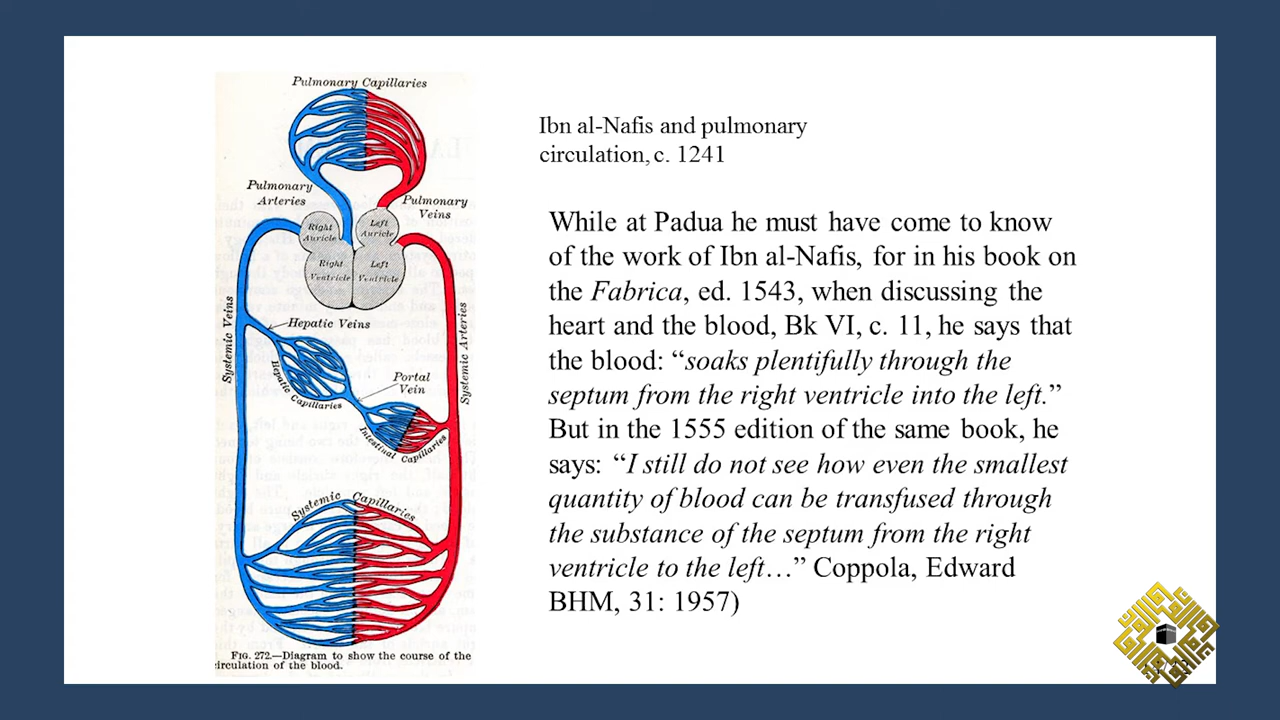 Pulmonary Capillaries
Pulmonary
Arteries
Pulmonary
Veins
Right
Auricle
Left
Auricle
Right
Ventricle
Left
Ventricle
Systemic Veins
Systemic Arteries
Hepatic Veins
Hepatic
Capillaries
Portal
Vein
Intestinal
Capillaries
Systemic Capillaries
FIG. 272.—Diagram to show the course of the
circulation of the blood.
Ibn al-Nafis and pulmonary
circulation, c. 1241
While at Padua he must have come to know
of the work of Ibn al-Nafis, for in his book on
the Fabrica, ed. 1543, when discussing the
heart and the blood, Bk VI, c. 11, he says that
the blood: “soaks plentifully through the
septum from the right ventricle into the left.”
But in the 1555 edition of the same book, he
says: “I still do not see how even the smallest
quantity of blood can be transfused through
the substance of the septum from the right
ventricle to the left…” Coppola, Edward
BHM, 31: 1957)